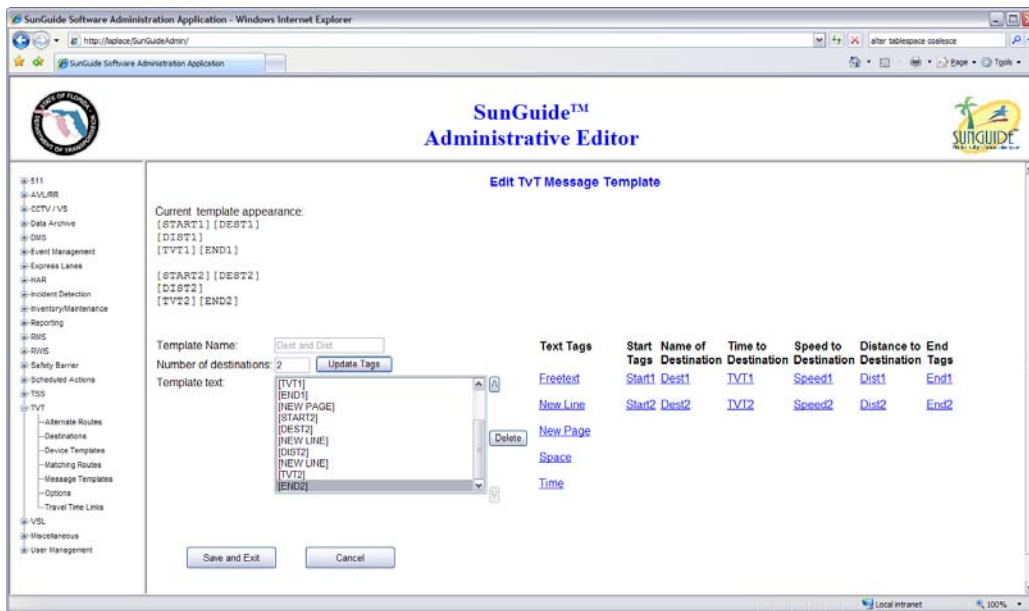 SunGuide Software Administration Application - Windows Internet Explorer
http://laplace/SunGuideAdmin/
alter tablespace coalesce
SunGuide Software Administration Application
Page
Tools
STATE OF FLORIDA
DEPARTMENT OF TRANSPORTATION
SunGuide™
Administrative Editor
SUNGUIDE
511
AVL/RR
CCTV / VS
Data Archive
DMS
Event Management
Express Lanes
HAR
Incident Detection
Inventory/Maintenance
Reporting
RMS
RWIS
Safety Barrier
Scheduled Actions
TSS
TVT
Alternate Routes
Destinations
Device Templates
Matching Routes
Message Templates
Options
Travel Time Links
VSL
Miscellaneous
User Management
Edit TvT Message Template
Current template appearance:
[START1][DEST1]
[DIST1]
[TVT1][END1]
[START2][DEST2]
[DIST2]
[TVT2][END2]
Template Name: Dest and Dist
Number of destinations: 2 Update Tags
Template text:
[TVT1]
[END1]
[NEW PAGE]
[START2]
[DEST2]
[NEW LINE]
[DIST2]
[NEW LINE]
[TVT2]
[END2]
Λ
Delete
V
Text Tags Start Name of Time to Speed to Distance to End
Tags Destination Destination Destination Destination Tags
Freetext Start1 Dest1 TVT1 Speed1 Dist1 End1
New Line Start2 Dest2 TVT2 Speed2 Dist2 End2
New Page
Space
Time
Save and Exit Cancel
Local intranet
100%